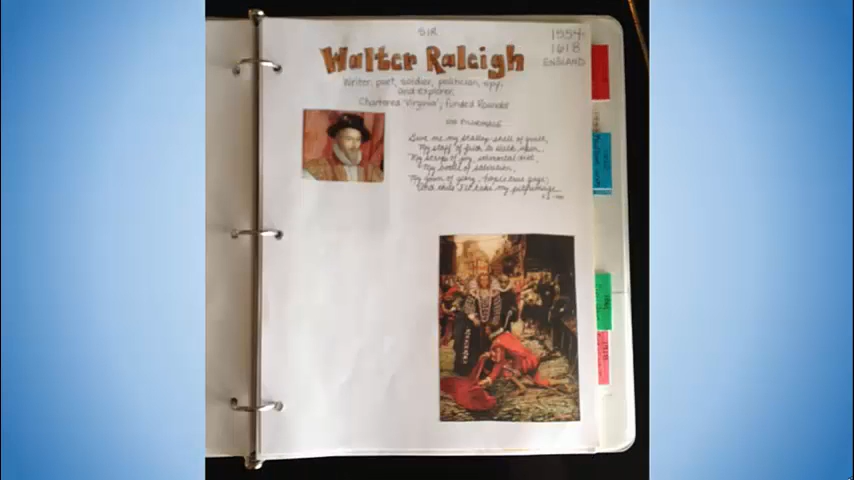 SIR
1554-
1618
ENGLAND
Walter Raleigh
Writer, poet, soldier, politician, spy,
and explorer.
Chartered 'Virginia'; funded Roanoke
HIS PILGRIMAGE
Give me my scallop-shell of quiet,
My staff of faith to walk upon,
My scrip of joy, immortal diet,
My bottle of salvation,
My gown of glory, hope's true gage;
And thus I'll take my pilgrimage.